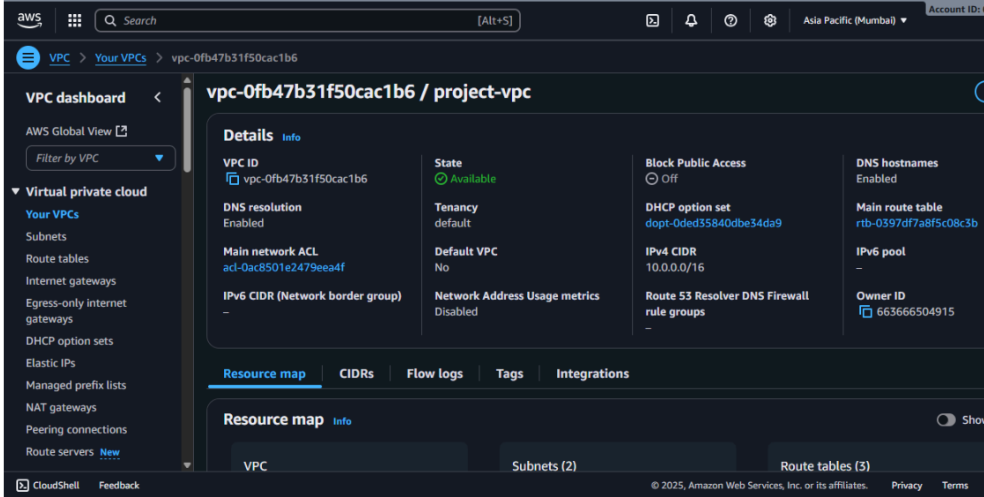 aws
Search [Alt+S]
Asia Pacific (Mumbai)
Account ID:
VPC > Your VPCs > vpc-0fb47b31f50cac1b6
VPC dashboard
AWS Global View
Filter by VPC
Virtual private cloud
Your VPCs
Subnets
Route tables
Internet gateways
Egress-only internet
gateways
DHCP option sets
Elastic IPs
Managed prefix lists
NAT gateways
Peering connections
Route servers New
vpc-0fb47b31f50cac1b6 / project-vpc
Details Info
VPC ID
vpc-0fb47b31f50cac1b6
State
Available
Block Public Access
Off
DNS hostnames
Enabled
DNS resolution
Enabled
Tenancy
default
DHCP option set
dopt-0ded35840dbe34da9
Main route table
rtb-0397df7a8f5c08c3b
Main network ACL
acl-0ac8501e2479eea4f
Default VPC
No
IPv4 CIDR
10.0.0.0/16
IPv6 pool
–
IPv6 CIDR (Network border group)
–
Network Address Usage metrics
Disabled
Route 53 Resolver DNS Firewall
rule groups
–
Owner ID
663666504915
Resource map CIDRs Flow logs Tags Integrations
Resource map Info
VPC
Subnets (2)
Route tables (3)
CloudShell Feedback
© 2025, Amazon Web Services, Inc. or its affiliates. Privacy Terms